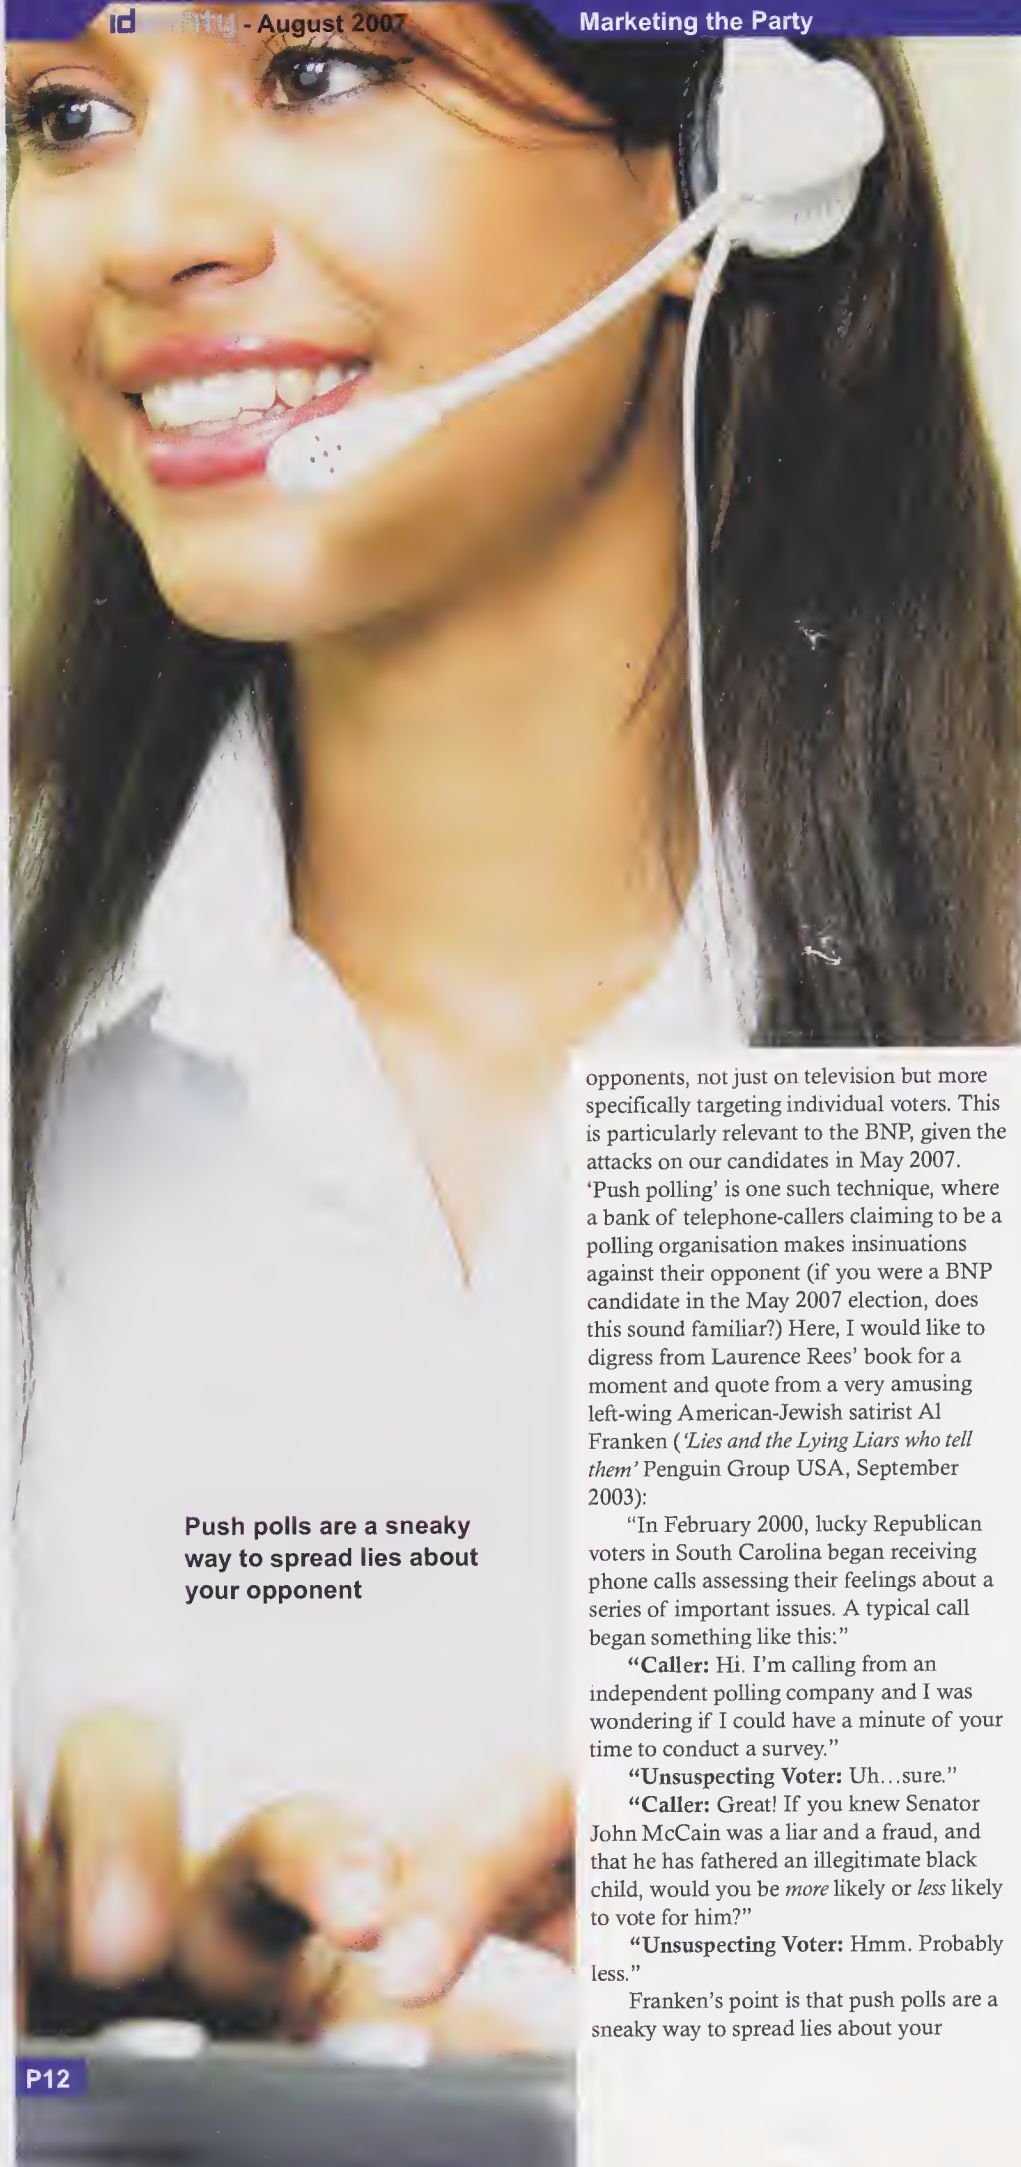 identity - August 2007
Marketing the Party
opponents, not just on television but more
specifically targeting individual voters. This
is particularly relevant to the BNP, given the
attacks on our candidates in May 2007.
‘Push polling’ is one such technique, where
a bank of telephone-callers claiming to be a
polling organisation makes insinuations
against their opponent (if you were a BNP
candidate in the May 2007 election, does
this sound familiar?) Here, I would like to
digress from Laurence Rees’ book for a
moment and quote from a very amusing
left-wing American-Jewish satirist Al
Franken (‘Lies and the Lying Liars who tell
them’ Penguin Group USA, September
2003):
“In February 2000, lucky Republican
voters in South Carolina began receiving
phone calls assessing their feelings about a
series of important issues. A typical call
began something like this:”
“Caller: Hi. I’m calling from an
independent polling company and I was
wondering if I could have a minute of your
time to conduct a survey.”
“Unsuspecting Voter: Uh...sure.”
“Caller: Great! If you knew Senator
John McCain was a liar and a fraud, and
that he has fathered an illegitimate black
child, would you be more likely or less likely
to vote for him?”
“Unsuspecting Voter: Hmm. Probably
less.”
Franken’s point is that push polls are a
sneaky way to spread lies about your
Push polls are a sneaky
way to spread lies about
your opponent
P12